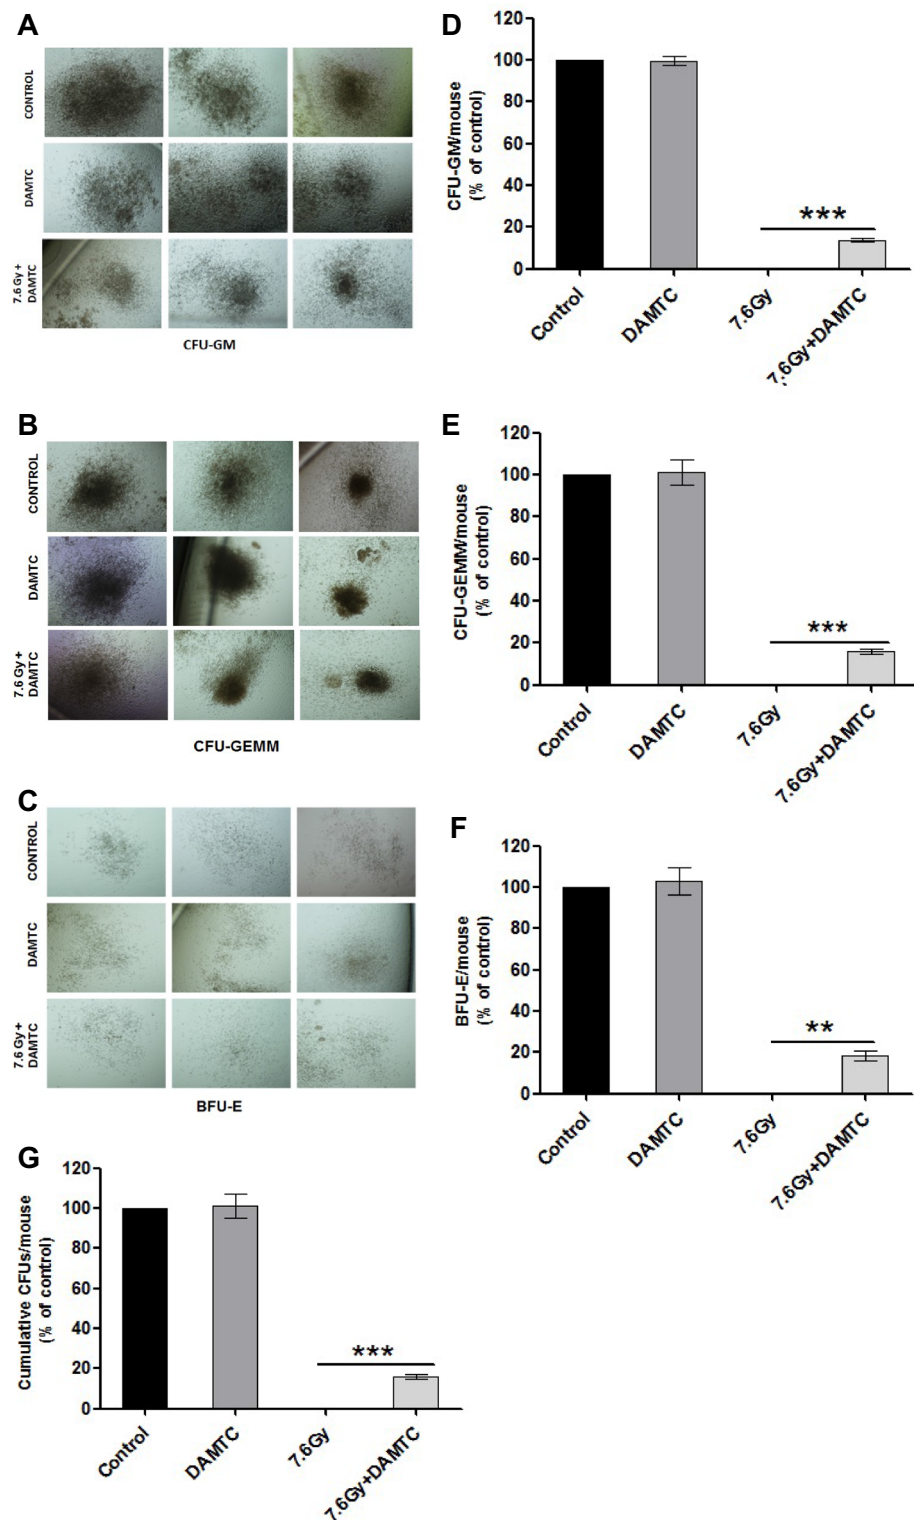 A
CONTROL
DAMTC
7.6 Gy +
DAMTC
CFU-GM
D
CFU-GM/mouse
(% of control)
120
100
80
60
40
20
0
***
Control
DAMTC
7.6Gy
7.6Gy+DAMTC
B
CONTROL
DAMTC
7.6 Gy +
DAMTC
CFU-GEMM
E
CFU-GEMM/mouse
(% of control)
120
100
80
60
40
20
0
***
Control
DAMTC
7.6Gy
7.6Gy+DAMTC
C
CONTROL
DAMTC
7.6 Gy +
DAMTC
BFU-E
F
BFU-E/mouse
(% of control)
120
100
80
60
40
20
0
**
Control
DAMTC
7.6Gy
7.6Gy+DAMTC
G
Cumulative CFUs/mouse
(% of control)
120
100
80
60
40
20
0
***
Control
DAMTC
7.6Gy
7.6Gy+DAMTC